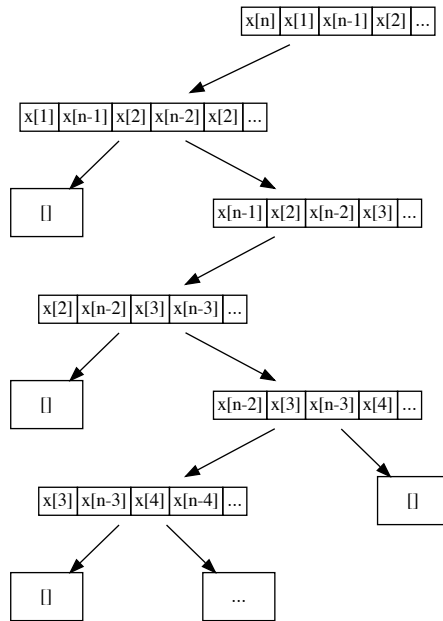 x[n] x[1] x[n-1] x[2] ...
x[1] x[n-1] x[2] x[n-2] x[2] ...
[] x[n-1] x[2] x[n-2] x[3] ...
x[2] x[n-2] x[3] x[n-3] ...
[] x[n-2] x[3] x[n-3] x[4] ...
x[3] x[n-3] x[4] x[n-4] ... []
[] ...